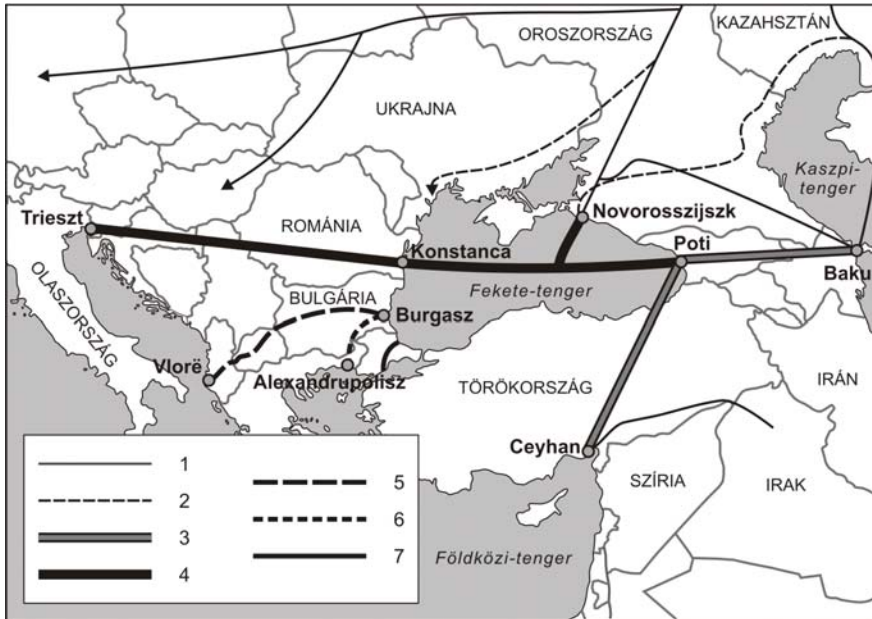 OROSZORSZÁG
KAZAHSZTÁN
UKRAJNA
Kaszpi-
tenger
Trieszt
ROMÁNIA
Novorosszijszk
Konstanca
Poti
Baku
OLASZORSZÁG
BULGÁRIA
Fekete-tenger
Burgasz
Vlorë
Alexandrupolisz
TÖRÖKORSZÁG
IRÁN
Ceyhan
SZÍRIA
IRAK
Földközi-tenger
1
2
3
4
5
6
7